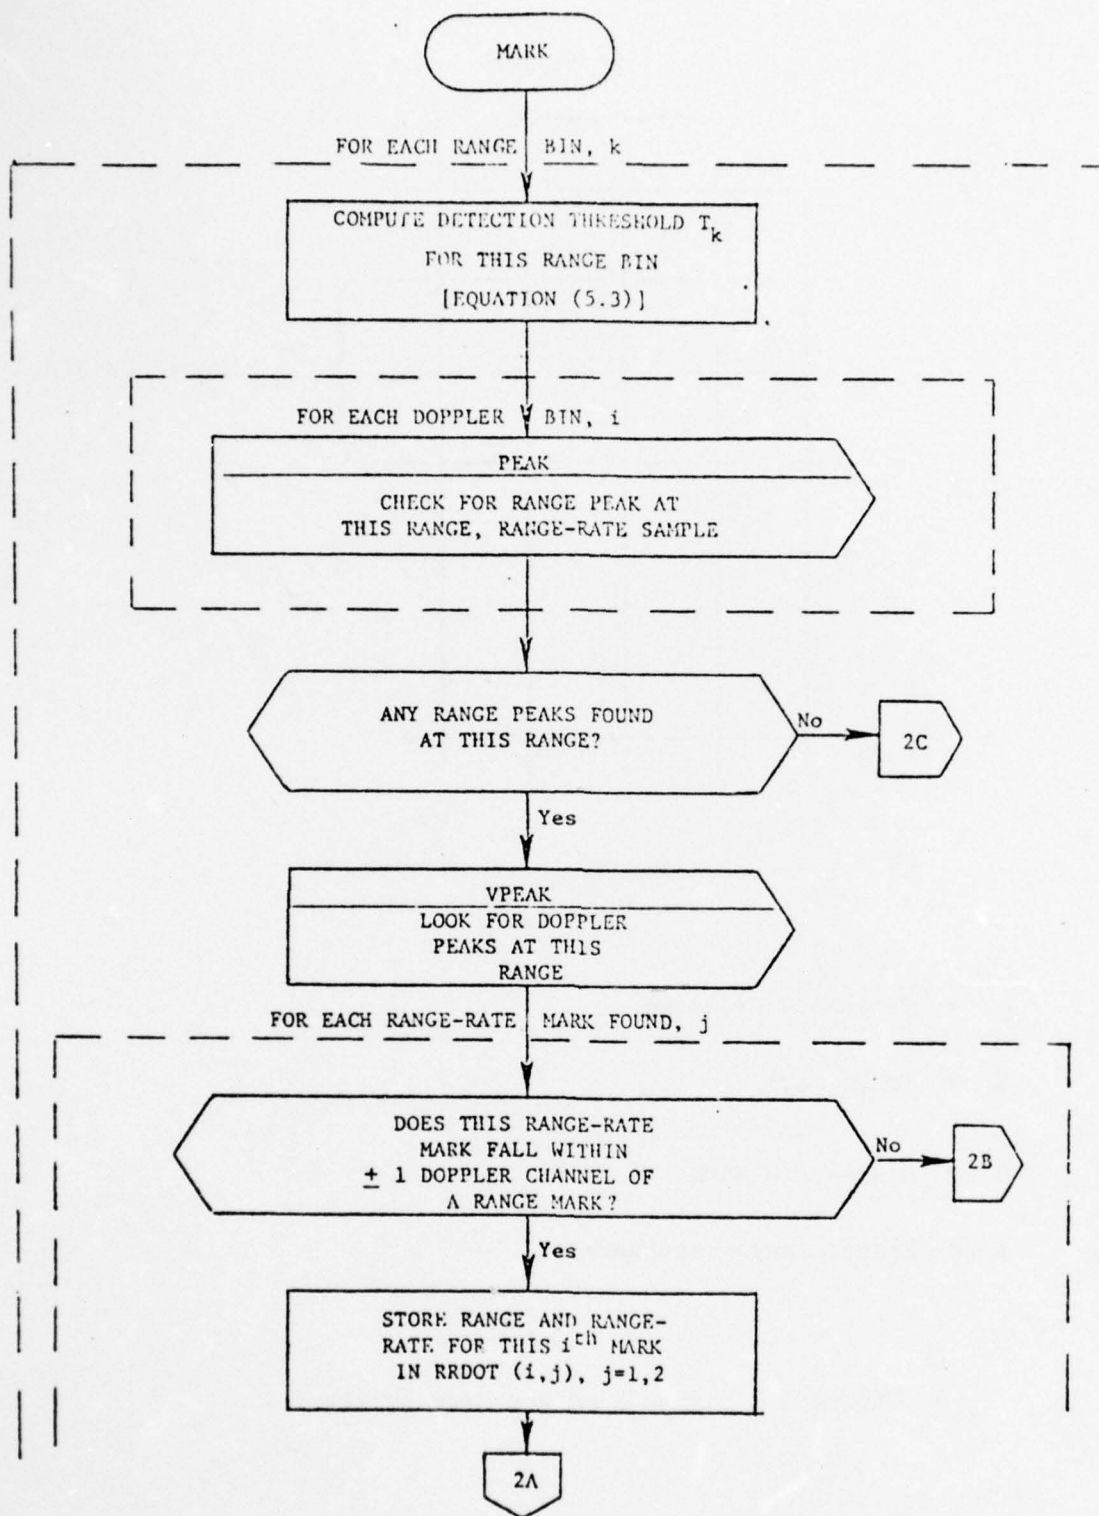 MARK
FOR EACH RANGE BIN, k
COMPUTE DETECTION THRESHOLD T_k
FOR THIS RANGE BIN
[EQUATION (5.3)]
FOR EACH DOPPLER BIN, i
PEAK
CHECK FOR RANGE PEAK AT
THIS RANGE, RANGE-RATE SAMPLE
ANY RANGE PEAKS FOUND
AT THIS RANGE?
No
2C
Yes
VPEAK
LOOK FOR DOPPLER
PEAKS AT THIS
RANGE
FOR EACH RANGE-RATE MARK FOUND, j
DOES THIS RANGE-RATE
MARK FALL WITHIN
± 1 DOPPLER CHANNEL OF
A RANGE MARK?
No
2B
Yes
STORE RANGE AND RANGE-
RATE FOR THIS i^th MARK
IN RRDOT (i,j), j=1,2
2A